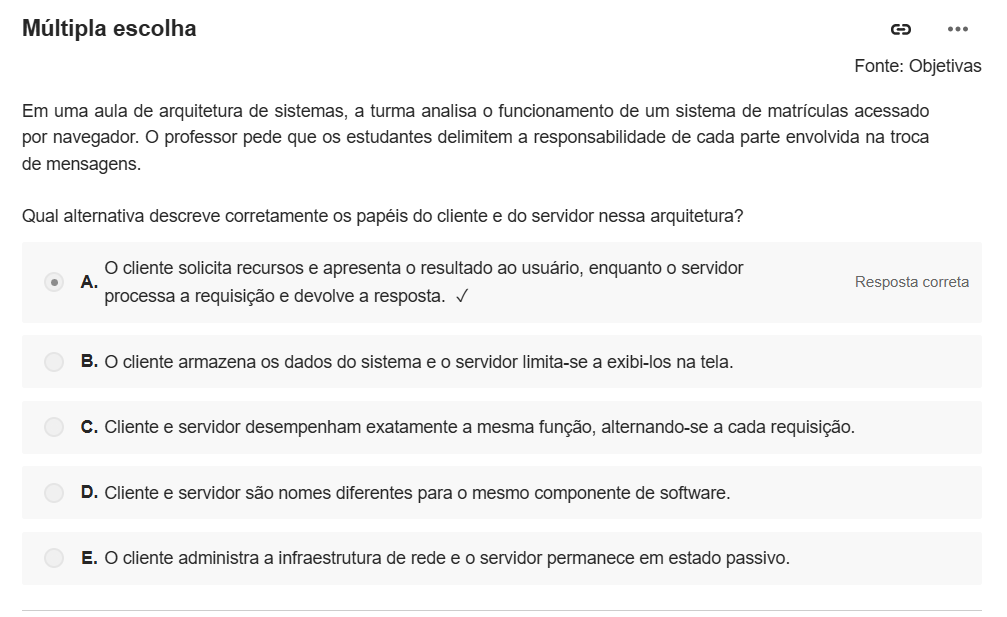 Múltipla escolha
Fonte: Objetivas
Em uma aula de arquitetura de sistemas, a turma analisa o funcionamento de um sistema de matrículas acessado
por navegador. O professor pede que os estudantes delimitem a responsabilidade de cada parte envolvida na troca
de mensagens.
Qual alternativa descreve corretamente os papéis do cliente e do servidor nessa arquitetura?
A. O cliente solicita recursos e apresenta o resultado ao usuário, enquanto o servidor
processa a requisição e devolve a resposta. ✓
Resposta correta
B. O cliente armazena os dados do sistema e o servidor limita-se a exibi-los na tela.
C. Cliente e servidor desempenham exatamente a mesma função, alternando-se a cada requisição.
D. Cliente e servidor são nomes diferentes para o mesmo componente de software.
E. O cliente administra a infraestrutura de rede e o servidor permanece em estado passivo.